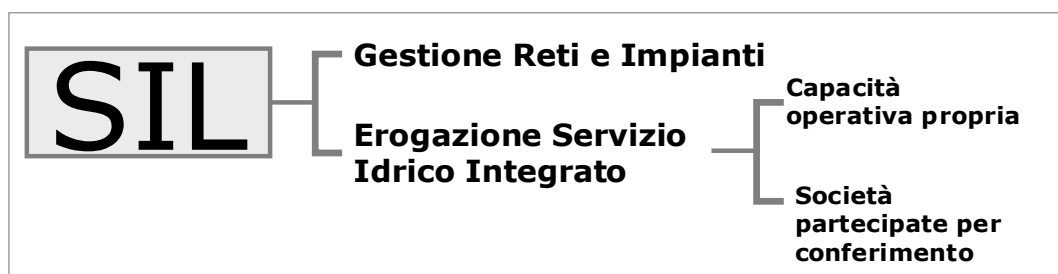 SIL
Gestione Reti e Impianti
Erogazione Servizio
Idrico Integrato
Capacità
operativa propria
Società
partecipate per
conferimento